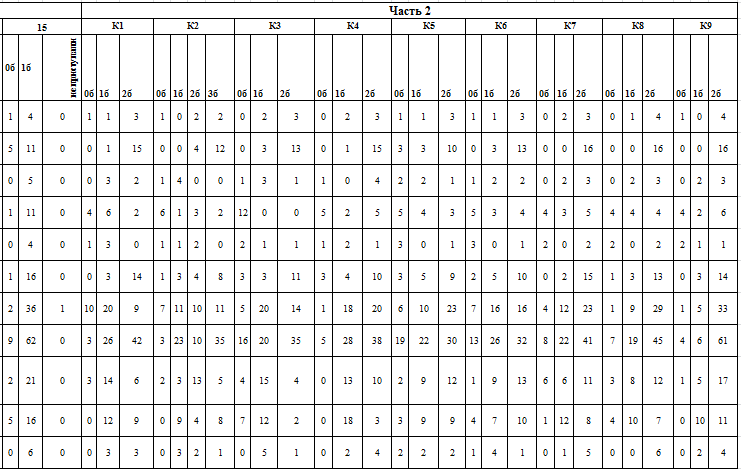 Часть 2
15 К1 К2 К3 К4 К5 К6 К7 К8 К9
0б 1б не приступили 0б 1б 2б 0б 1б 2б 3б 0б 1б 2б 0б 1б 2б 0б 1б 2б 0б 1б 2б 0б 1б 2б 0б 1б 2б 0б 1б 2б
1 4 0 1 1 3 1 0 2 2 0 2 3 0 2 3 1 1 3 1 1 3 0 2 3 0 1 4 1 0 4
5 11 0 0 1 15 0 0 4 12 0 3 13 0 1 15 3 3 10 0 3 13 0 0 16 0 0 16 0 0 16
0 5 0 0 3 2 1 4 0 0 1 3 1 1 0 4 2 2 1 1 2 2 0 2 3 0 2 3 0 2 3
1 11 0 4 6 2 6 1 3 2 12 0 0 5 2 5 5 4 3 5 3 4 4 3 5 4 4 4 4 2 6
0 4 0 1 3 0 1 1 2 0 2 1 1 1 2 1 3 0 1 3 0 1 2 0 2 2 0 2 2 1 1
1 16 0 0 3 14 1 3 4 8 3 3 11 3 4 10 3 5 9 2 5 10 0 2 15 1 3 13 0 3 14
2 36 1 10 20 9 7 11 10 11 5 20 14 1 18 20 6 10 23 7 16 16 4 12 23 1 9 29 1 5 33
9 62 0 3 26 42 3 23 10 35 16 20 35 5 28 38 19 22 30 13 26 32 8 22 41 7 19 45 4 6 61
2 21 0 3 14 6 2 3 13 5 4 15 4 0 13 10 2 9 12 1 9 13 6 6 11 3 8 12 1 5 17
5 16 0 0 12 9 0 9 4 8 7 12 2 0 18 3 3 9 9 4 7 10 1 12 8 4 10 7 0 10 11
0 6 0 0 3 3 0 3 2 1 0 5 1 0 2 4 2 2 2 1 4 1 0 1 5 0 0 6 0 2 4